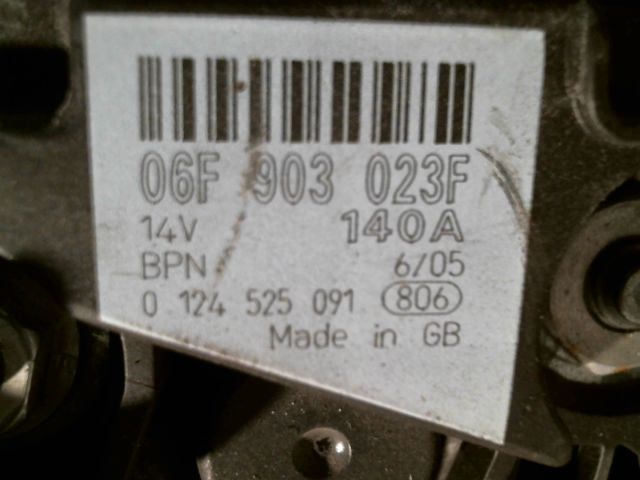 06F 903 023F
14V 140A
BPN 6/05
0 124 525 091 806
Made in GB